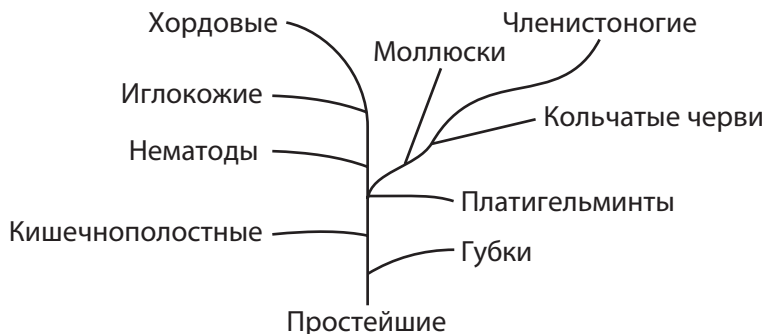 Хордовые
Членистоногие
Моллюски
Иглокожие
Кольчатые черви
Нематоды
Платигельминты
Кишечнополостные
Губки
Простейшие